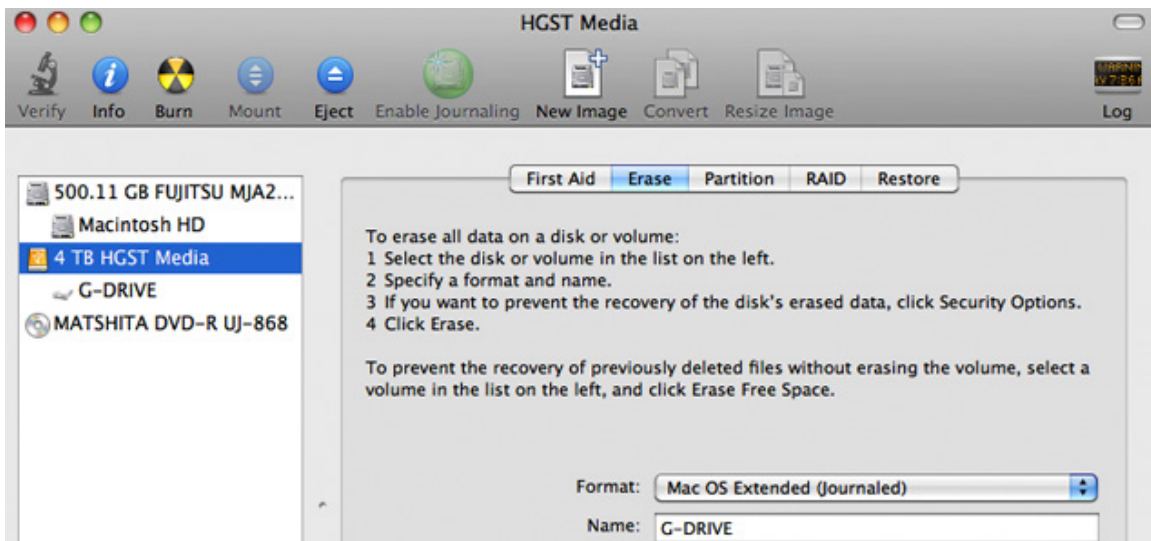 HGST Media
Verify Info Burn Mount Eject Enable Journaling New Image Convert Resize Image Log
First Aid Erase Partition RAID Restore
500.11 GB FUJITSU MJA2...
Macintosh HD
4 TB HGST Media
G-DRIVE
MATSHITA DVD-R UJ-868
To erase all data on a disk or volume:
1 Select the disk or volume in the list on the left.
2 Specify a format and name.
3 If you want to prevent the recovery of the disk's erased data, click Security Options.
4 Click Erase.
To prevent the recovery of previously deleted files without erasing the volume, select a
volume in the list on the left, and click Erase Free Space.
Format: Mac OS Extended (Journaled)
Name: G-DRIVE